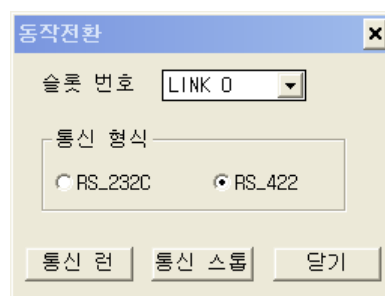 동작전환
슬롯 번호 LINK 0
통신 형식
RS_232C RS_422
통신 런 통신 스톱 닫기